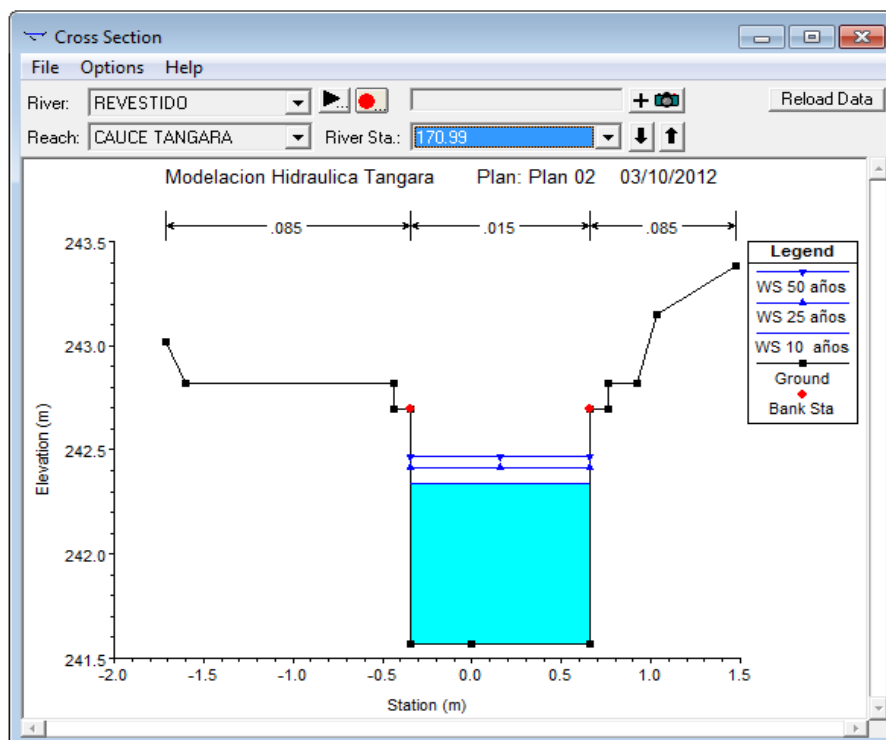 Cross Section
File Options Help
River: REVESTIDO Reload Data
Reach: CAUCE TANGARA River Sta.: 170.99
Modelacion Hidraulica Tangara Plan: Plan 02 03/10/2012
.085 .015 .085
243.5
243.0
242.5
242.0
241.5
Elevation (m)
-2.0 -1.5 -1.0 -0.5 0.0 0.5 1.0 1.5
Station (m)
Legend
WS 50 años
WS 25 años
WS 10 años
Ground
Bank Sta